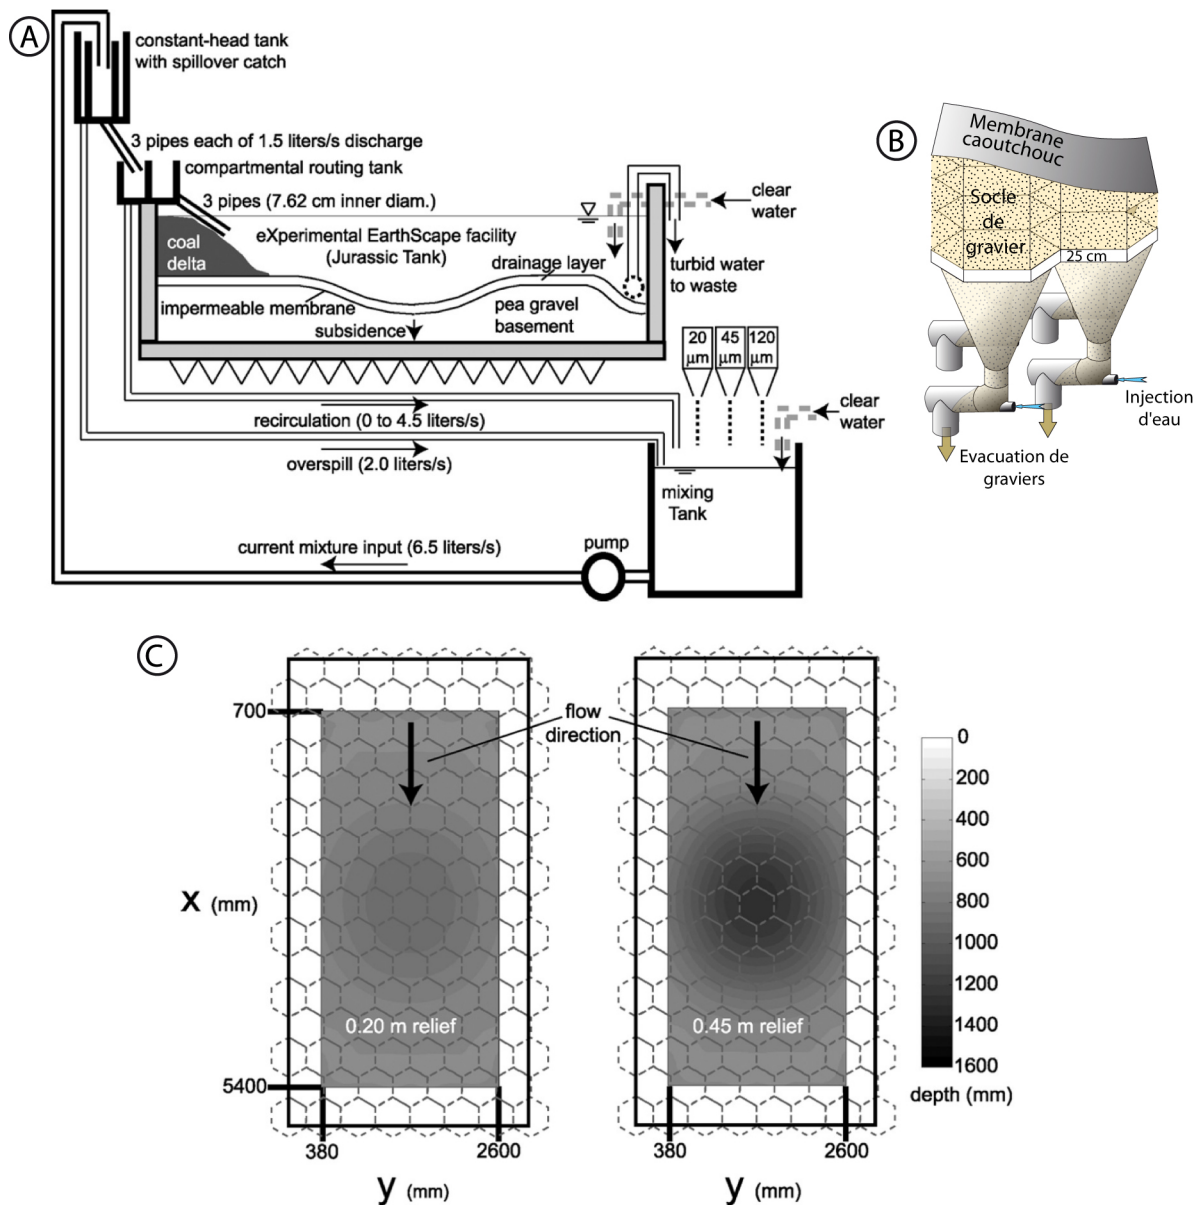 A
constant-head tank
with spillover catch
3 pipes each of 1.5 liters/s discharge
compartmental routing tank
3 pipes (7.62 cm inner diam.)
clear
water
coal
delta
eXperimental EarthScape facility
(Jurassic Tank)
drainage layer
turbid water
to waste
impermeable membrane
pea gravel
basement
subsidence
20
μm
45
μm
120
μm
recirculation (0 to 4.5 liters/s)
clear
water
overspill (2.0 liters/s)
mixing
Tank
current mixture input (6.5 liters/s)
pump
B
Membrane
caoutchouc
Socle
de
gravier
25 cm
Injection
d'eau
Evacuation de
graviers
C
700
flow
direction
0
200
400
600
800
1000
1200
1400
1600
depth (mm)
x (mm)
0.20 m relief
0.45 m relief
5400
380
2600
380
2600
y (mm)
y (mm)